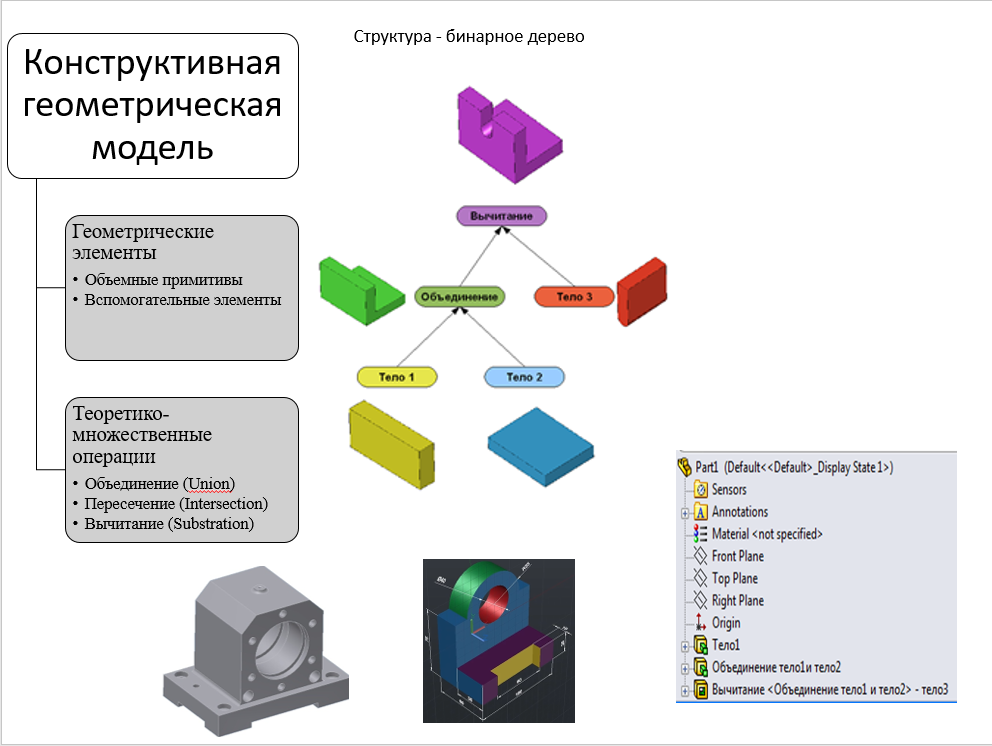 Структура - бинарное дерево
Конструктивная
геометрическая
модель
Геометрические
элементы
• Объемные примитивы
• Вспомогательные элементы
Теоретико-
множественные
операции
• Объединение (Union)
• Пересечение (Intersection)
• Вычитание (Substration)
Вычитание
Объединение
Тело 3
Тело 1
Тело 2
Part1 (Default<<Default>_Display State 1>)
Sensors
A Annotations
Material <not specified>
Front Plane
Top Plane
Right Plane
Origin
Тело1
Объединение тело1и тело2
Вычитание <Объединение тело1 и тело2> - тело3